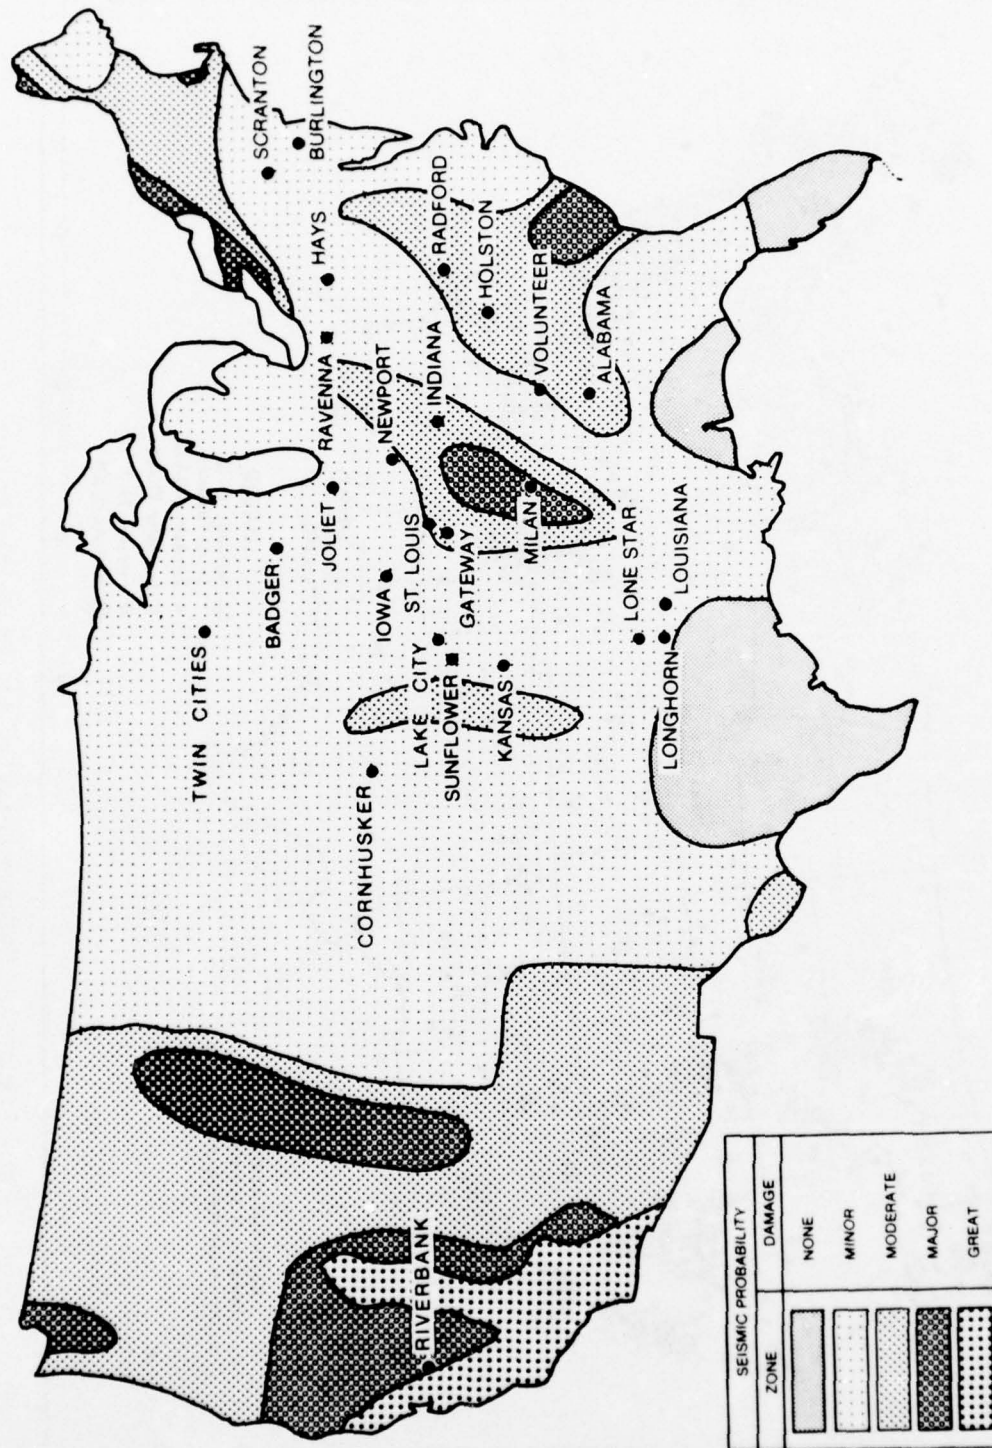 SCRANTON
BURLINGTON
HAYS
RADFORD
HOLSTON
VOLUNTEER
ALABAMA
RAVENNA
NEWPORT
INDIANA
JOLIET
MILAN
BADGER
IOWA
ST. LOUIS
GATEWAY
LONE STAR
LOUISIANA
TWIN CITIES
LAKE CITY
SUNFLOWER
KANSAS
LONGHORN
CORNHUSKER
RIVERBANK
SEISMIC PROBABILITY
ZONE DAMAGE
NONE
MINOR
MODERATE
MAJOR
GREAT